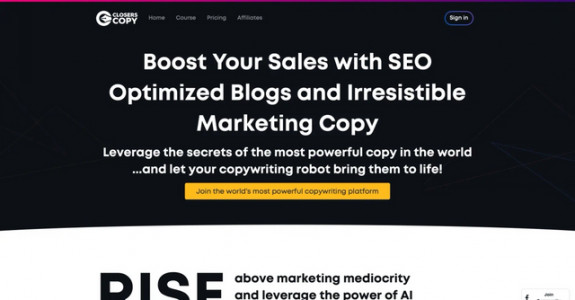 CLOSERS
COPY
Home Course Pricing Affiliates
Sign in
Boost Your Sales with SEO
Optimized Blogs and Irresistible
Marketing Copy
Leverage the secrets of the most powerful copy in the world
...and let your copywriting robot bring them to life!
Join the world's most powerful copywriting platform
RISE
above marketing mediocrity
and leverage the power of AI